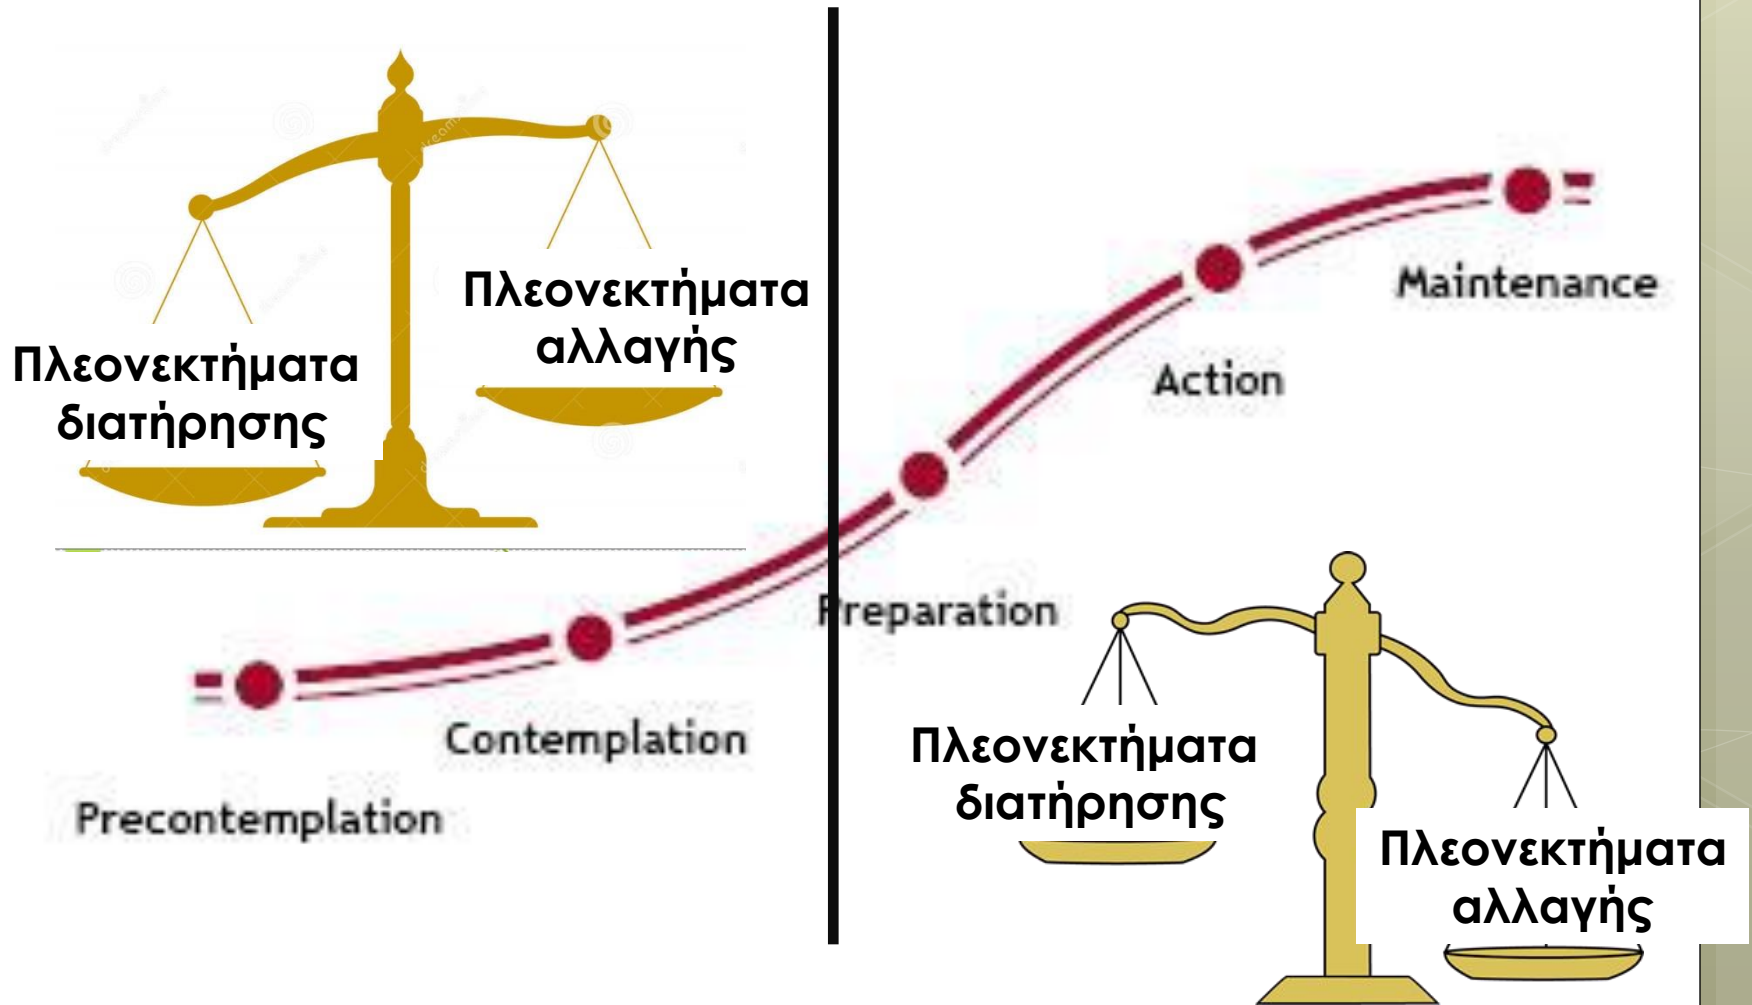 Πλεονεκτήματα
διατήρησης
Πλεονεκτήματα
αλλαγής
Maintenance
Action
Preparation
Contemplation
Precontemplation
Πλεονεκτήματα
διατήρησης
Πλεονεκτήματα
αλλαγής